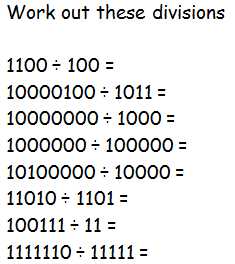 Work out these divisions
1100 ÷ 100 =
10000100 ÷ 1011 =
10000000 ÷ 1000 =
1000000 ÷ 100000 =
10100000 ÷ 10000 =
11010 ÷ 1101 =
100111 ÷ 11 =
1111110 ÷ 11111 =